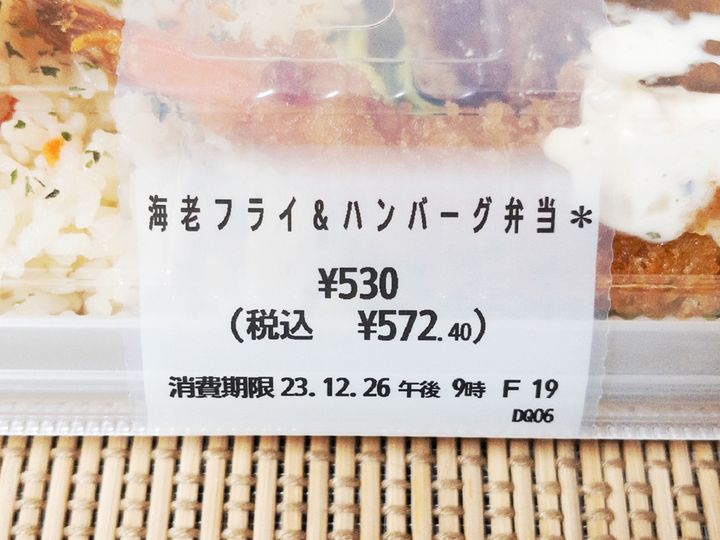 海老フライ&ハンバーグ弁当*
¥530
(税込 ¥572.40)
消費期限 23.12.26 午後 9時 F 19
DQ06